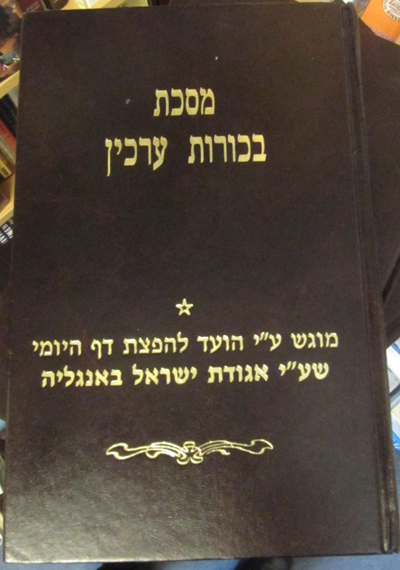 מסכת
בכורות ערכין
מוגש ע״י הועד להפצת דף היומי
שע״י אגודת ישראל באנגליה